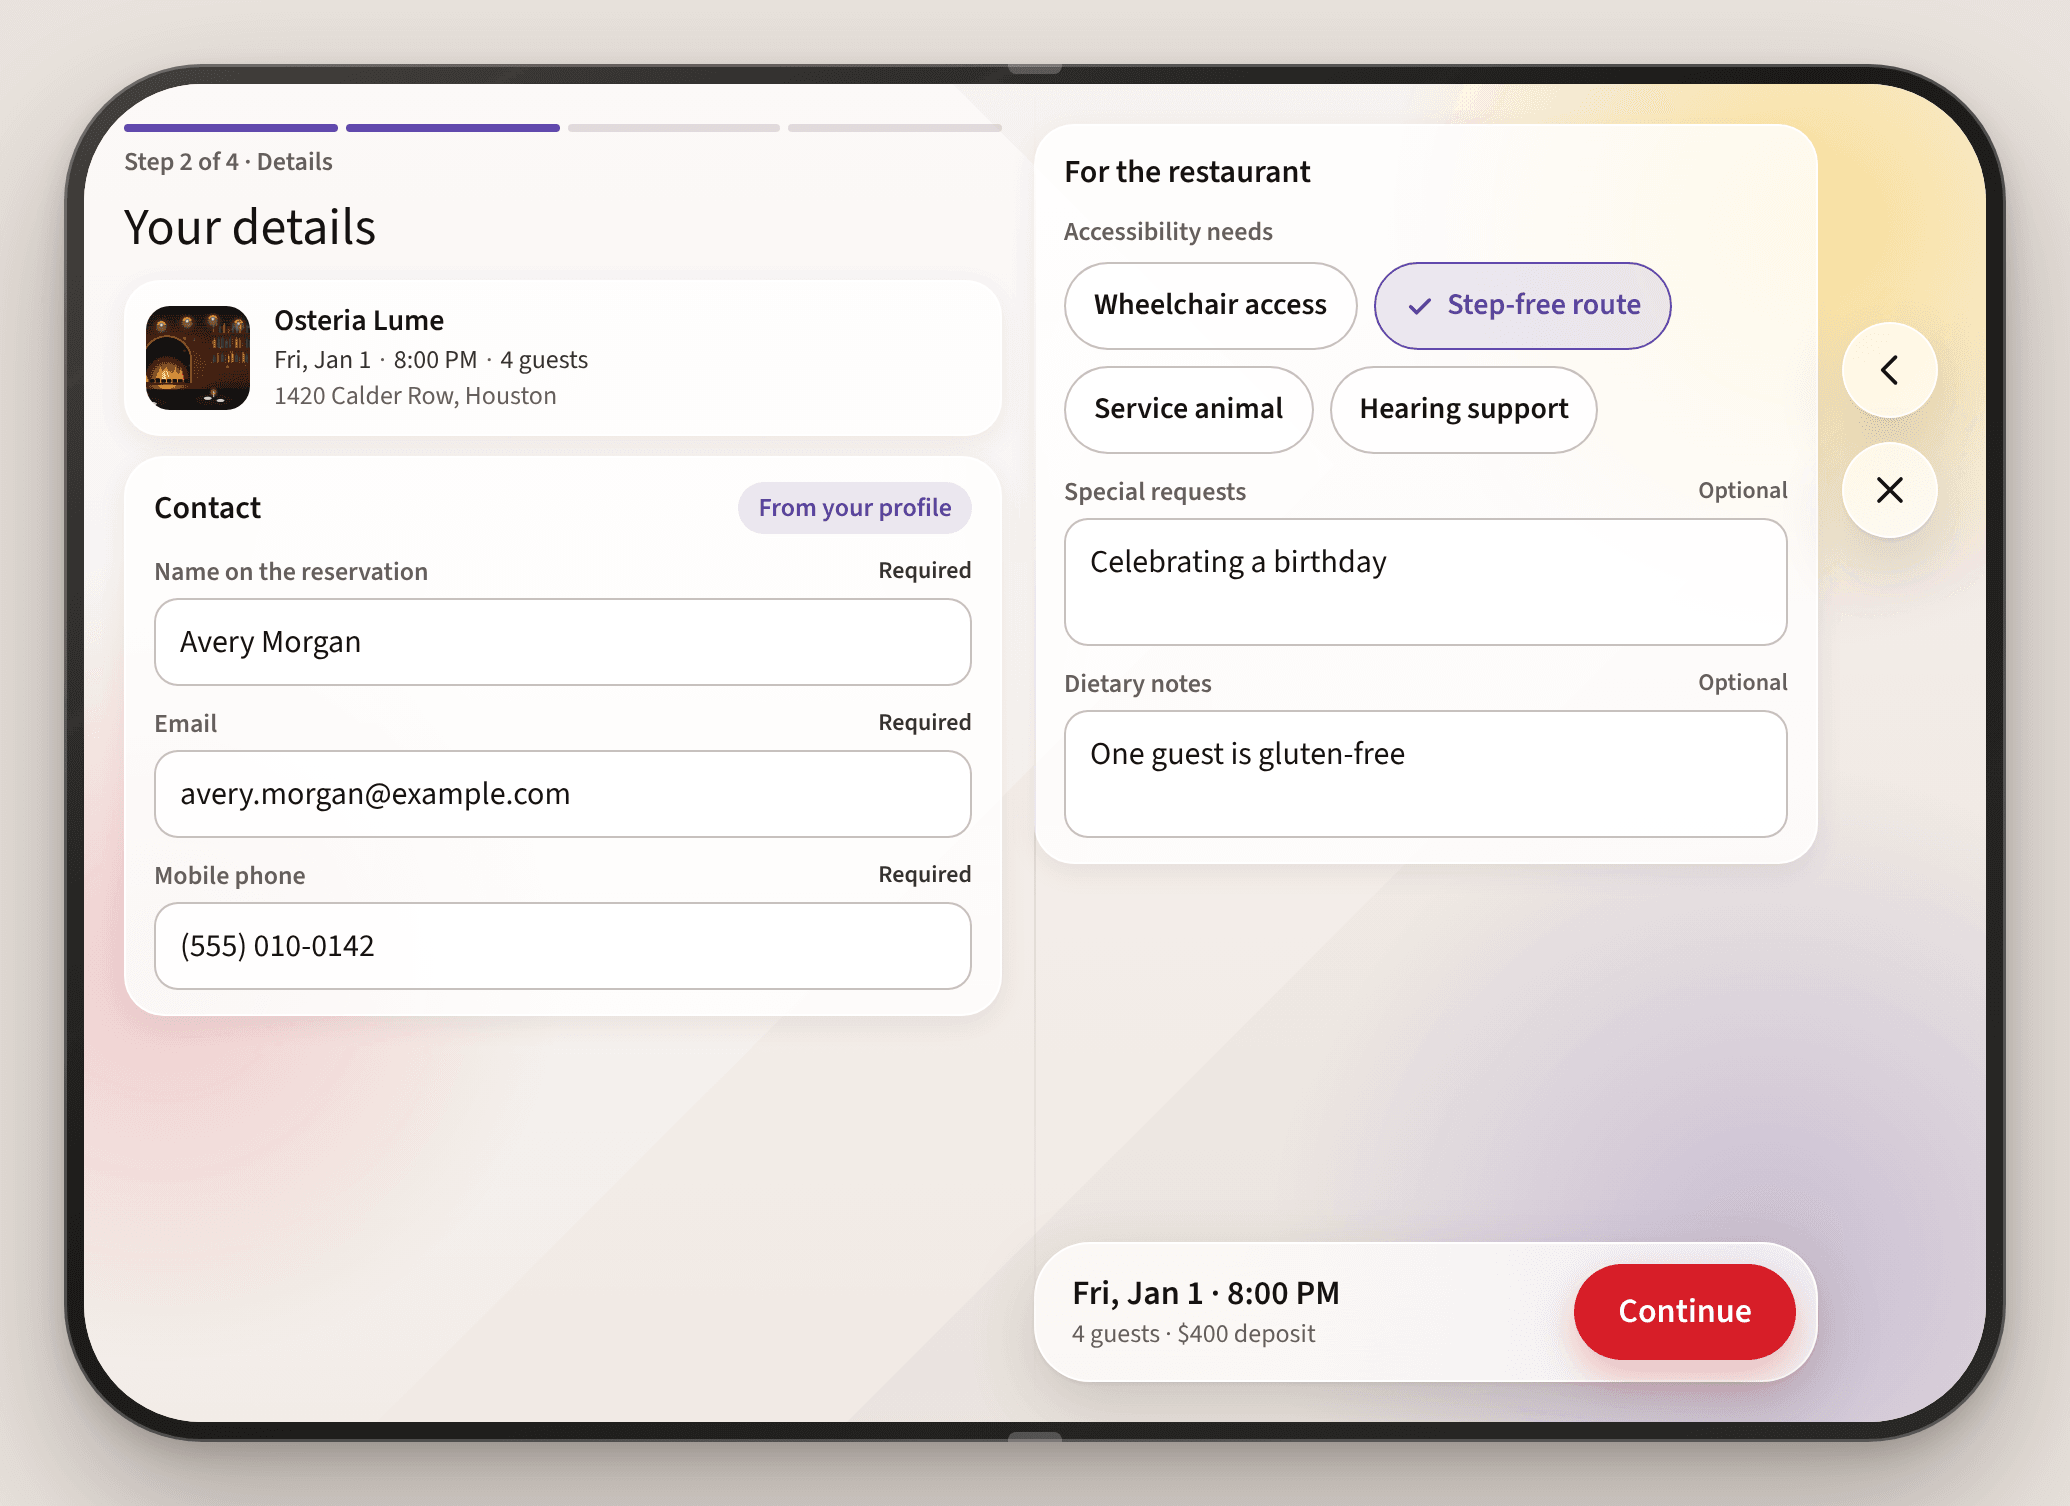 Step 2 of 4 · Details
Your details
Osteria Lume
Fri, Jan 1 · 8:00 PM · 4 guests
1420 Calder Row, Houston
Contact
From your profile
Name on the reservation
Required
Avery Morgan
Email
Required
avery.morgan@example.com
Mobile phone
Required
(555) 010-0142
For the restaurant
Accessibility needs
Wheelchair access
Step-free route
Service animal
Hearing support
Special requests
Optional
Celebrating a birthday
Dietary notes
Optional
One guest is gluten-free
Fri, Jan 1 · 8:00 PM
4 guests · $400 deposit
Continue